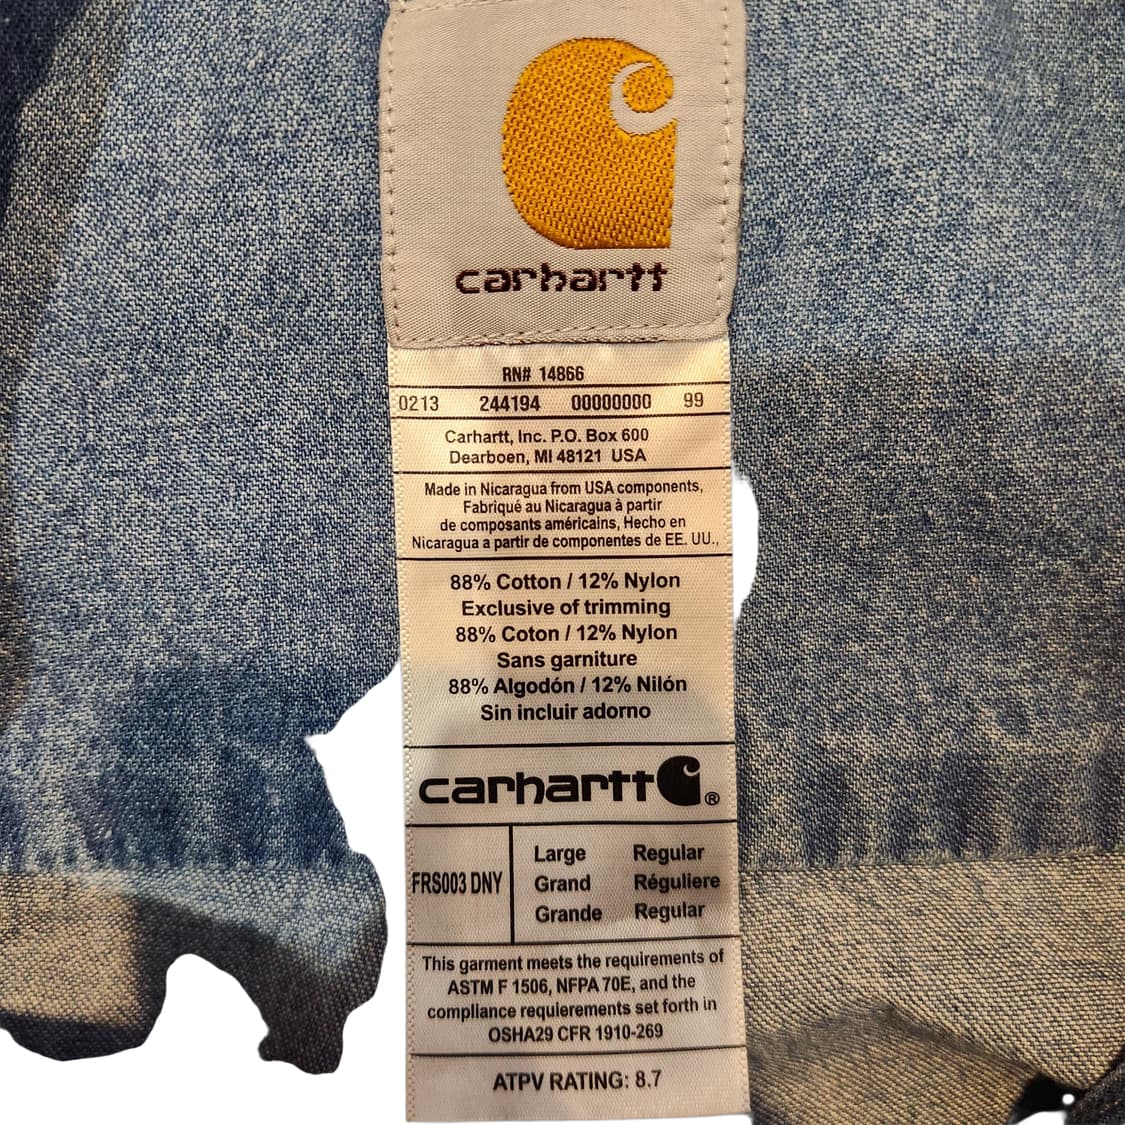 carhartt
RN# 14866
0213 244194 00000000 99
Carhartt, Inc. P.O. Box 600
Dearboen, MI 48121 USA
Made in Nicaragua from USA components,
Fabriqué au Nicaragua à partir
de composants américains, Hecho en
Nicaragua a partir de componentes de EE. UU.,
88% Cotton / 12% Nylon
Exclusive of trimming
88% Coton / 12% Nylon
Sans garniture
88% Algodón / 12% Nilón
Sin incluir adorno
carhartt ®
FRS003 DNY
Large Regular
Grand Réguliere
Grande Regular
This garment meets the requirements of
ASTM F 1506, NFPA 70E, and the
compllance requlerements set forth in
OSHA29 CFR 1910-269
ATPV RATING: 8.7